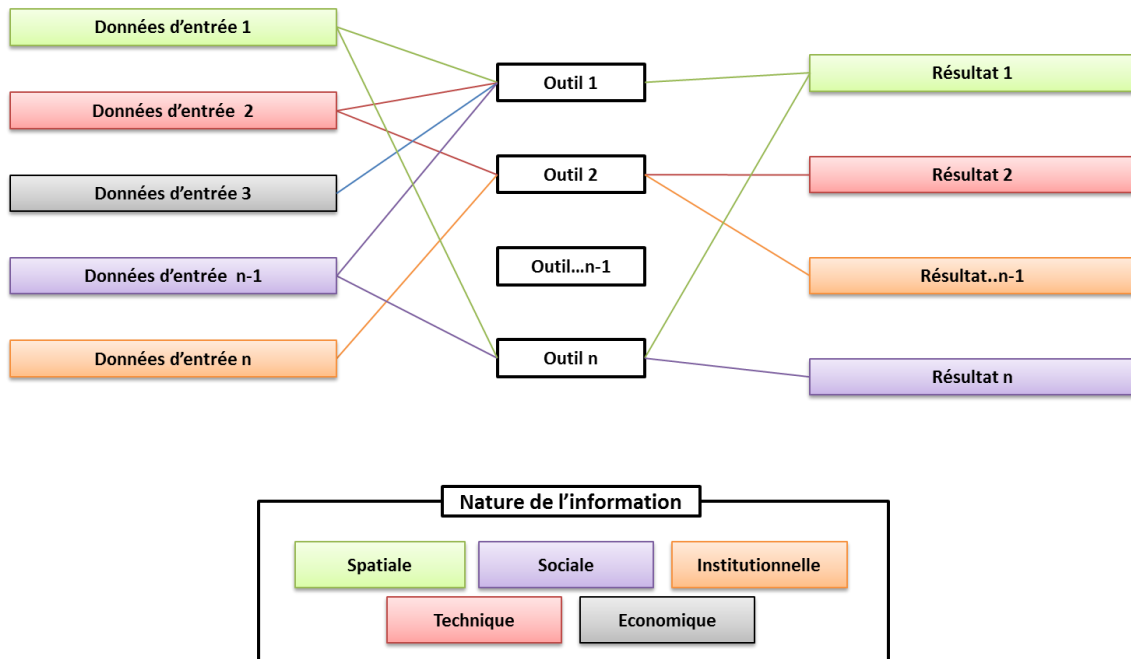 Données d'entrée 1
Données d'entrée 2
Données d'entrée 3
Données d'entrée n-1
Données d'entrée n
Outil 1
Outil 2
Outil...n-1
Outil n
Résultat 1
Résultat 2
Résultat..n-1
Résultat n
Nature de l'information
Spatiale
Sociale
Institutionnelle
Technique
Economique